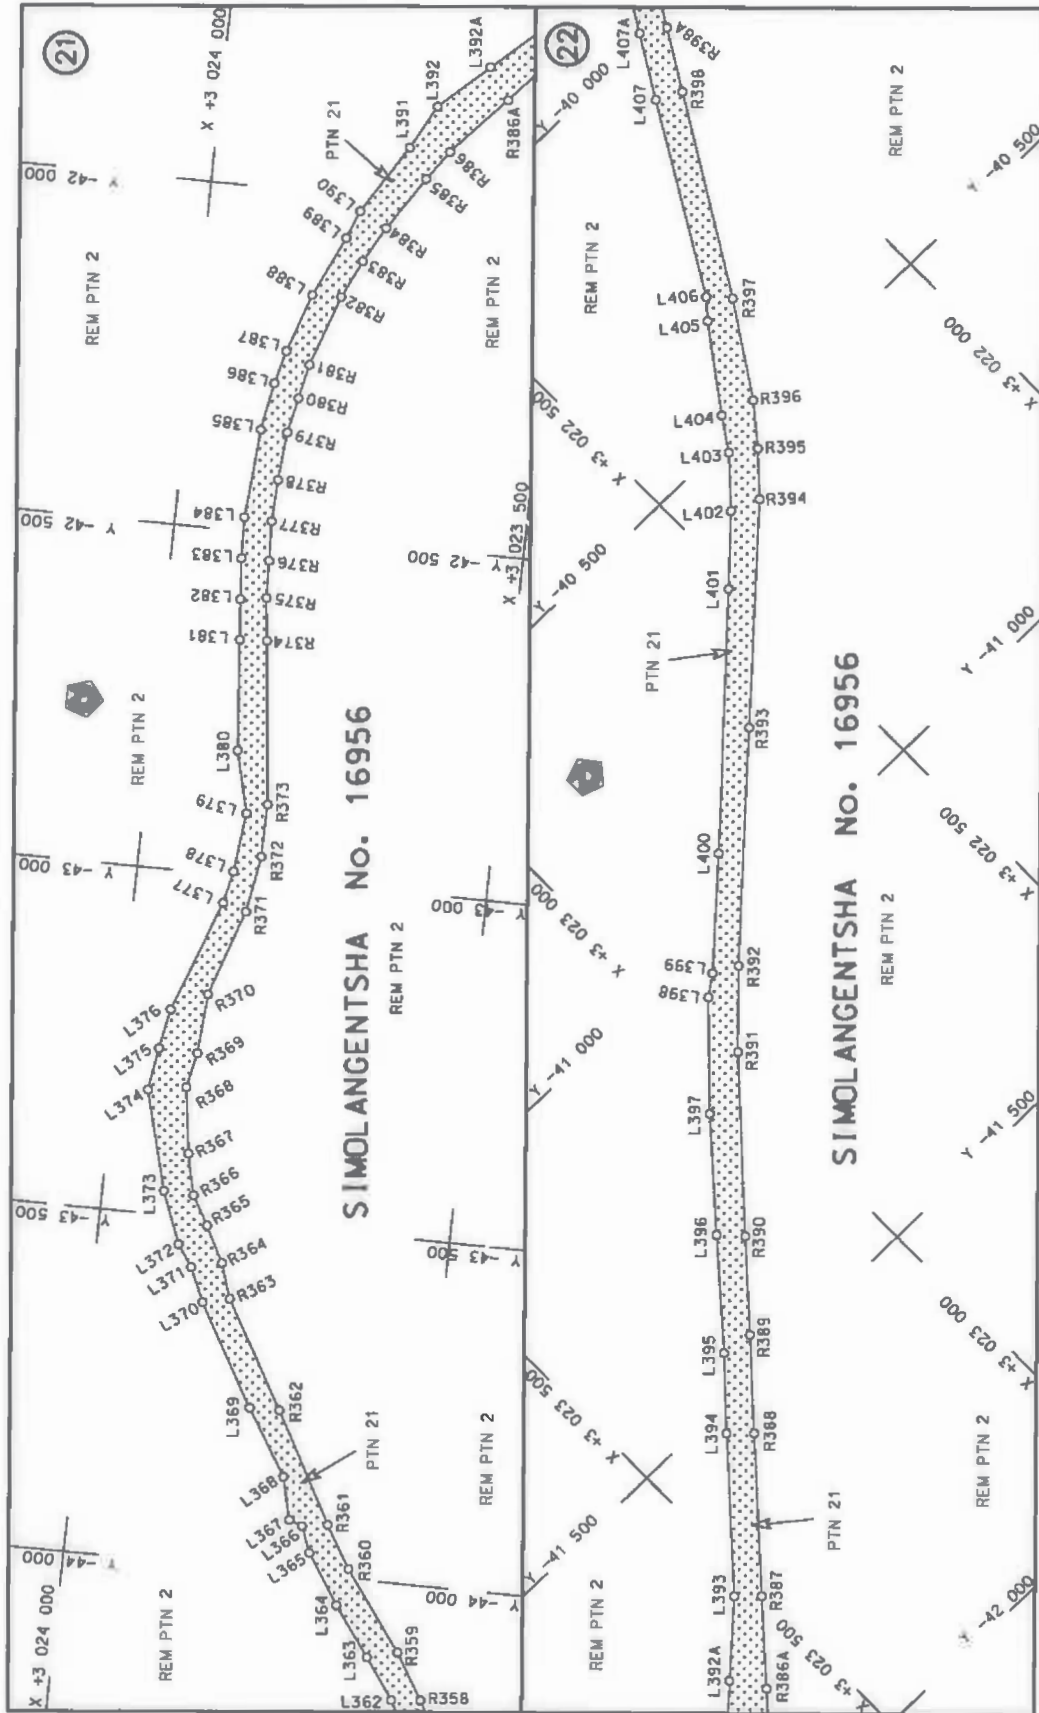 21
X +3 024 000
Y -42 000
REM PTN 2
L392A
L392
L391
PTN 21
L390
L389
L388
L387
L386
L385
L384
L383
L382
L381
L380
L379
L378
L377
L376
L375
L374
L373
L372
L371
L370
L369
L368
L367
L366
L365
L364
L363
L362
R386A
R386
R385
R384
R383
R382
R381
R380
R379
R378
R377
R376
R375
R374
R373
R372
R371
R370
R369
R368
R367
R366
R365
R364
R363
R362
R361
R360
R359
R358
REM PTN 2
Y -42 500
Y -42 500
X +3 023 500
REM PTN 2
Y -43 000
Y -43 000
SIMOLANGENTSHA No. 16956
REM PTN 2
Y -43 500
Y -43 500
PTN 21
REM PTN 2
-44 000
Y -44 000
X +3 024 000
REM PTN 2
22
L407A
L407
L406
L405
L404
L403
L402
L401
L400
L399
L398
L397
L396
L395
L394
L393
L392A
R398A
R398
R397
R396
R395
R394
R393
R392
R391
R390
R389
R388
R387
R386A
Y -40 000
REM PTN 2
REM PTN 2
-40 500
X +3 022 500
X +3 022 000
Y -40 500
PTN 21
Y -41 000
SIMOLANGENTSHA No. 16956
X +3 023 000
X +3 022 500
REM PTN 2
Y -41 000
Y -41 500
X +3 023 500
X +3 023 000
Y -41 500
PTN 21
REM PTN 2
REM PTN 2
X +3 023 500
-42 000